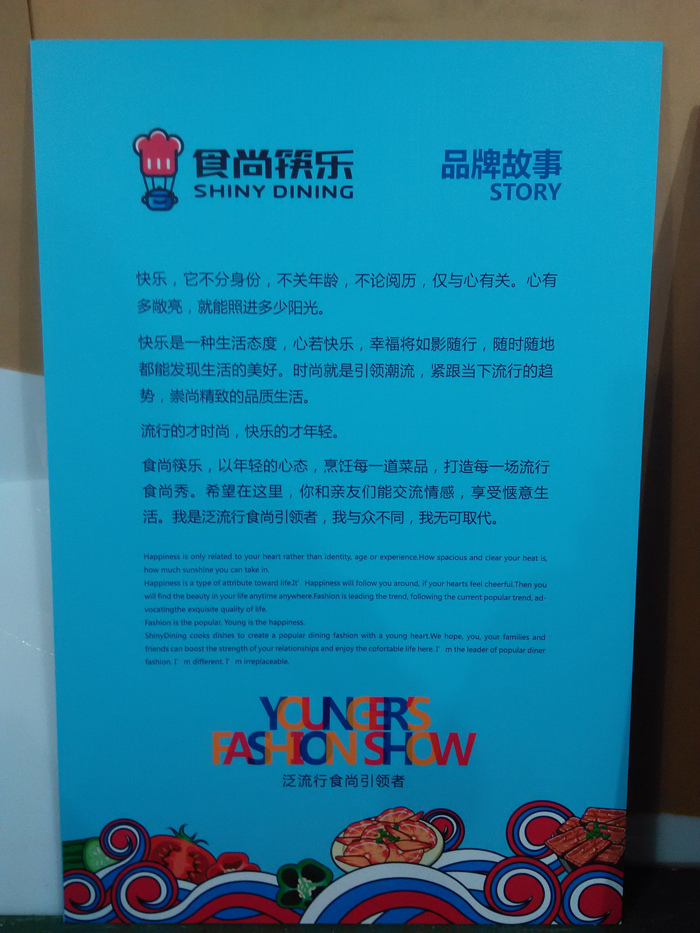 食尚筷乐
SHINY DINING
品牌故事
STORY
快乐，它不分身份，不关年龄，不论阅历，仅与心有关。心有
多敞亮，就能照进多少阳光。
快乐是一种生活态度，心若快乐，幸福将如影随行，随时随地
都能发现生活的美好。时尚就是引领潮流，紧跟当下流行的趋
势，崇尚精致的品质生活。
流行的才时尚，快乐的才年轻。
食尚筷乐，以年轻的心态，烹饪每一道菜品，打造每一场流行
食尚秀。希望在这里，你和亲友们能交流情感，享受惬意生
活。我是泛流行食尚引领者，我与众不同，我无可取代。
Happiness is only related to your heart rather than identity, age or experience.How spacious and clear your heat is,
how much sunshine you can take in.
Happiness is a type of attribute toward life.It' Happiness will follow you around, if your hearts feel cheerful.Then you
will find the beauty in your life anytime anywhere.Fashion is leading the trend, following the current popular trend, ad-
vocatingthe exquisite quality of life.
Fashion is the popular, Young is the happiness.
ShinyDining cooks dishes to create a popular dining fashion with a young heart.We hope, you, your families and
friends can boost the strength of your relationships and enjoy the cofortable life here.I' m the leader of popular diner
fashion. I' m different. I' m irreplaceable.
YOUNGER'S
FASHION SHOW
泛流行食尚引领者